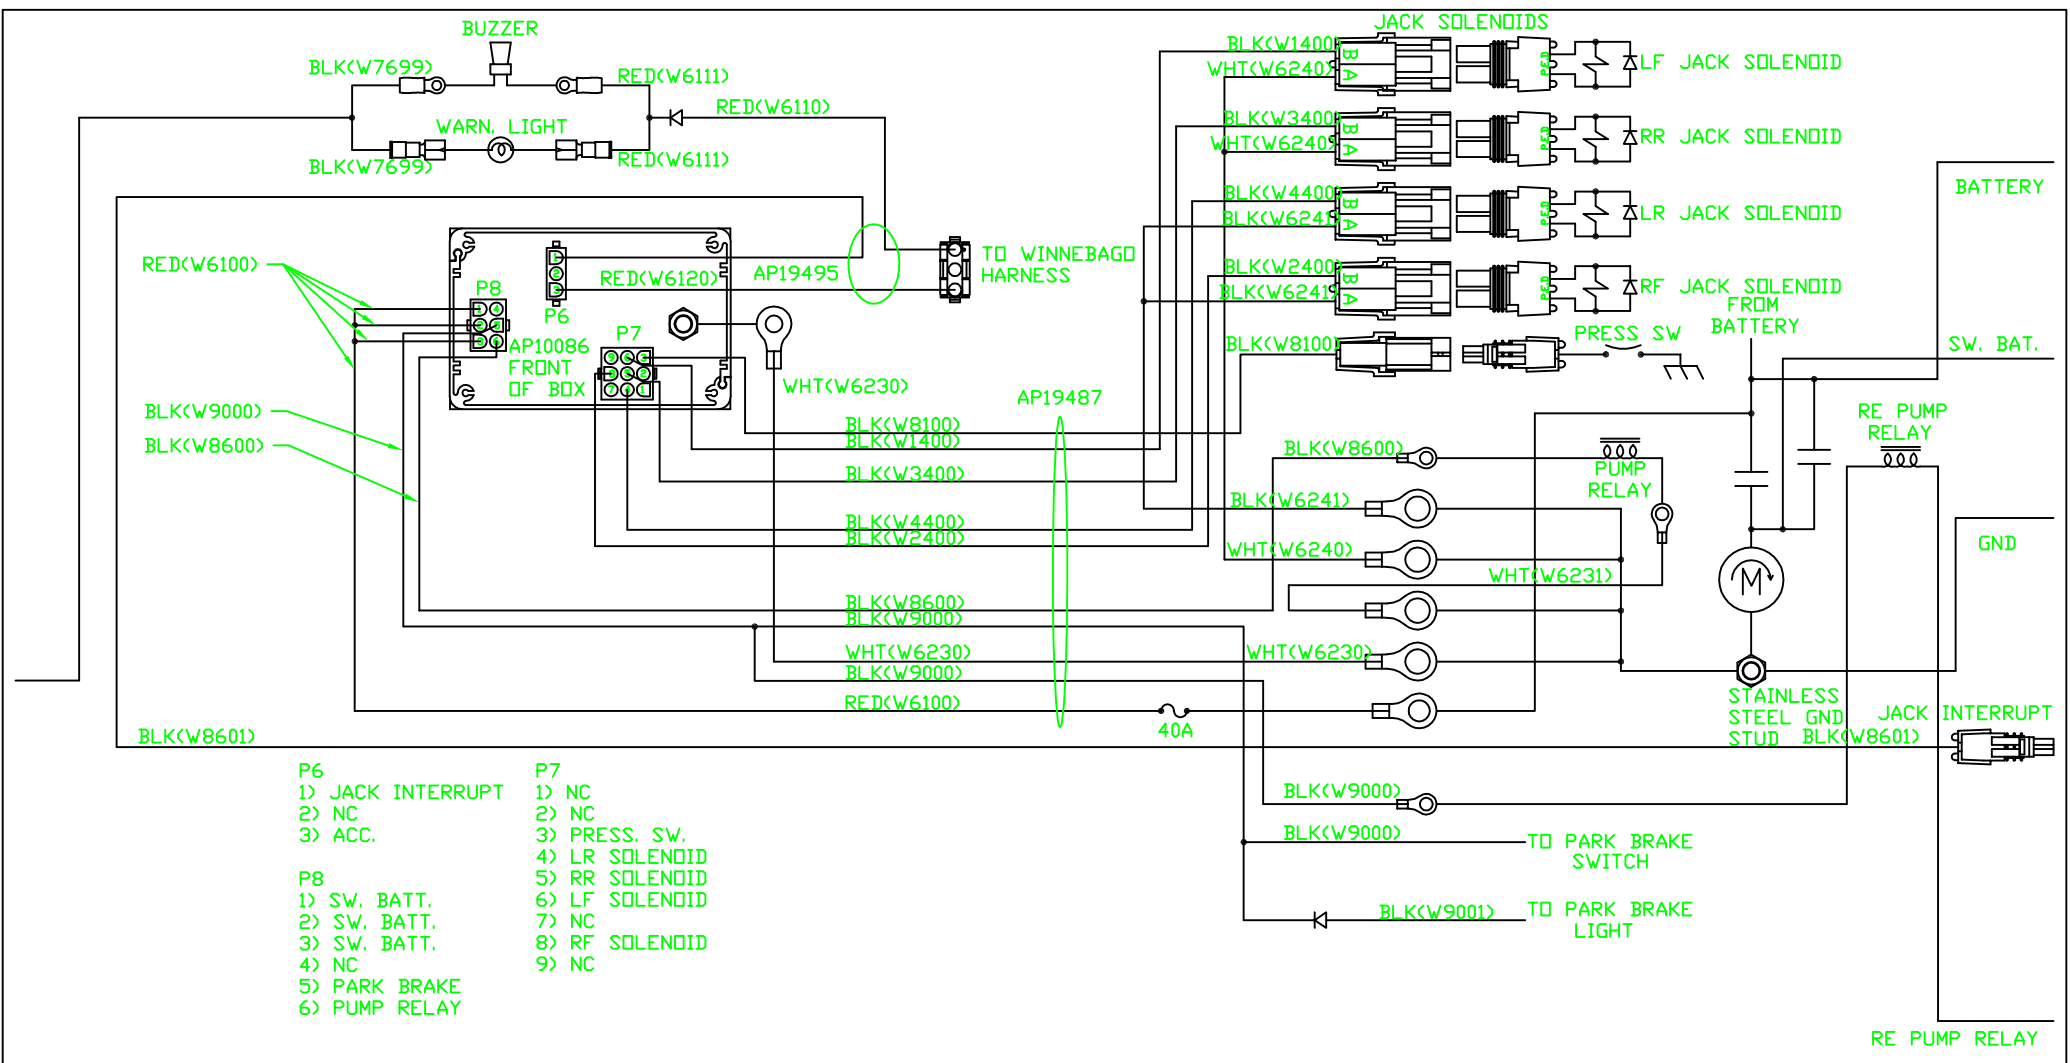 BUZZER
BLK(W7699)
RED(W6111)
RED(W6110)
WARN. LIGHT
BLK(W7699)
RED(W6111)
JACK SOLENOIDS
BLK(W1400)
WHT(W6240)
B
A
P.E.D
LF JACK SOLENOID
BLK(W3400)
WHT(W6240)
B
A
P.E.D
RR JACK SOLENOID
BLK(W4400)
BLK(W6241)
B
A
P.E.D
LR JACK SOLENOID
BLK(W2400)
BLK(W6241)
B
A
P.E.D
RF JACK SOLENOID
BLK(W8100)
PRESS SW
FROM
BATTERY
BATTERY
SW. BAT.
RED(W6100)
P8
1
2
3
RED(W6120)
P6
AP19495
TO WINNEBAGO
HARNESS
P7
AP10086
FRONT
OF BOX
WHT(W6230)
BLK(W9000)
BLK(W8600)
AP19487
BLK(W8100)
BLK(W1400)
BLK(W3400)
BLK(W4400)
BLK(W2400)
BLK(W8600)
BLK(W9000)
WHT(W6230)
BLK(W9000)
RED(W6100)
40A
BLK(W8600)
BLK(W6241)
WHT(W6240)
WHT(W6231)
WHT(W6230)
PUMP
RELAY
RE PUMP
RELAY
M
GND
STAINLESS
STEEL GND
STUD
JACK INTERRUPT
BLK(W8601)
BLK(W8601)
BLK(W9000)
BLK(W9000)
TO PARK BRAKE
SWITCH
BLK(W9001)
TO PARK BRAKE
LIGHT
RE PUMP RELAY
P6
1) JACK INTERRUPT
2) NC
3) ACC.
P8
1) SW. BATT.
2) SW. BATT.
3) SW. BATT.
4) NC
5) PARK BRAKE
6) PUMP RELAY
P7
1) NC
2) NC
3) PRESS. SW.
4) LR SOLENOID
5) RR SOLENOID
6) LF SOLENOID
7) NC
8) RF SOLENOID
9) NC